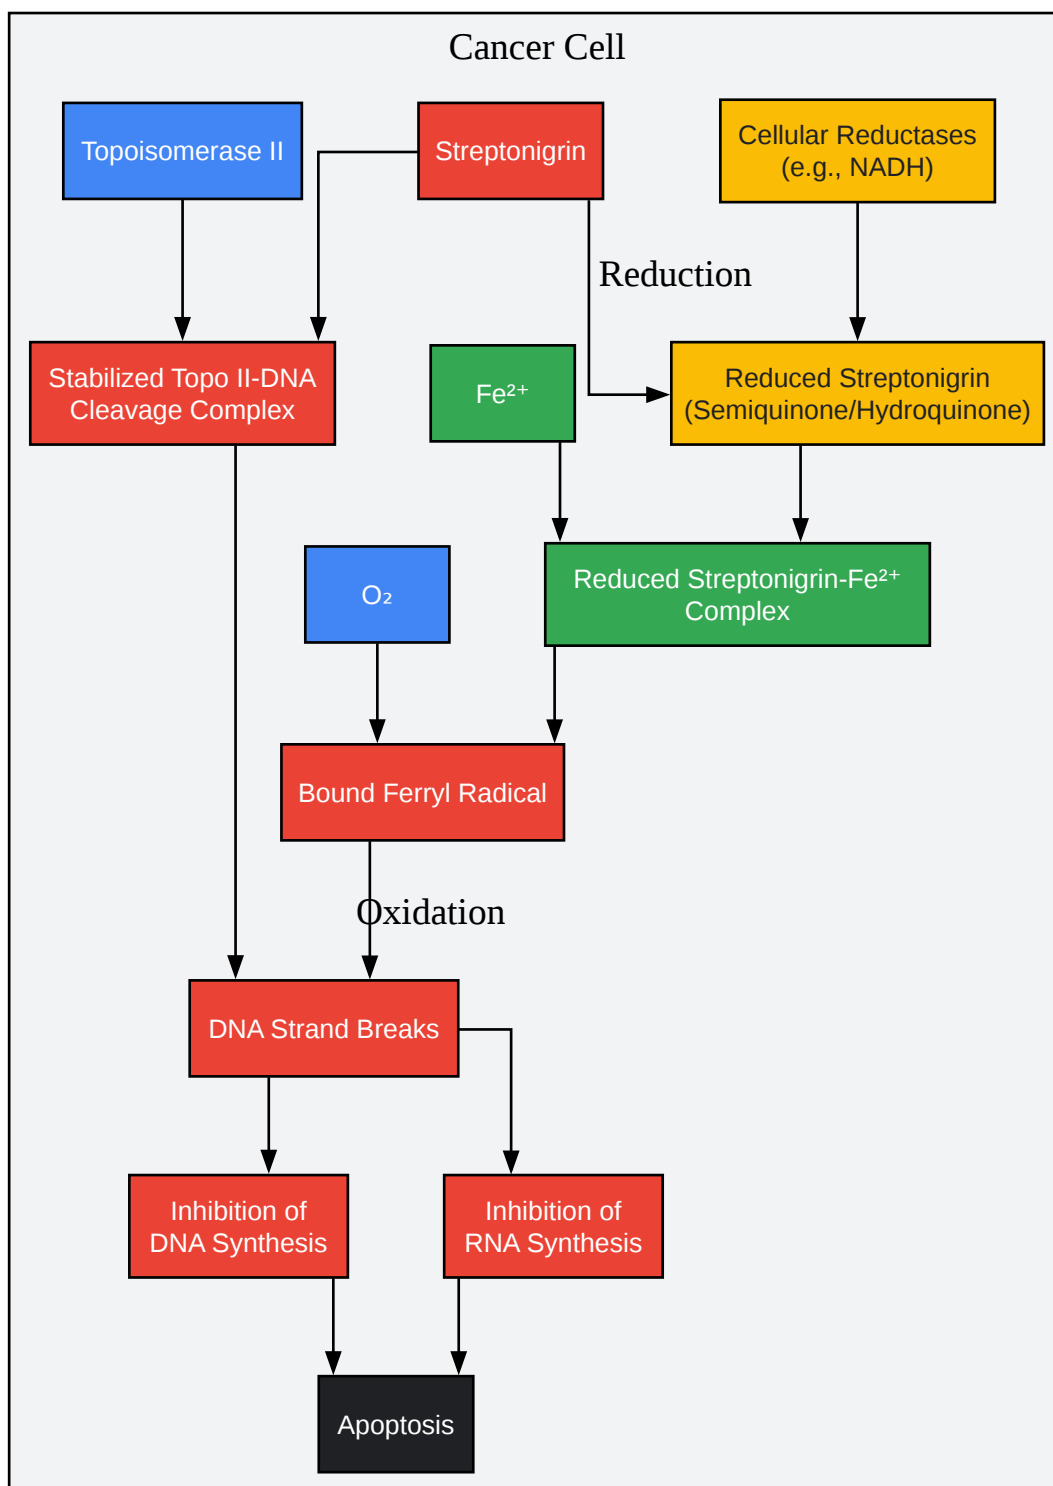 Cancer Cell
Topoisomerase II
Streptonigrin
Cellular Reductases
(e.g., NADH)
Reduction
Stabilized Topo II-DNA
Cleavage Complex
Fe²⁺
Reduced Streptonigrin
(Semiquinone/Hydroquinone)
O₂
Reduced Streptonigrin-Fe²⁺
Complex
Bound Ferryl Radical
Oxidation
DNA Strand Breaks
Inhibition of
DNA Synthesis
Inhibition of
RNA Synthesis
Apoptosis